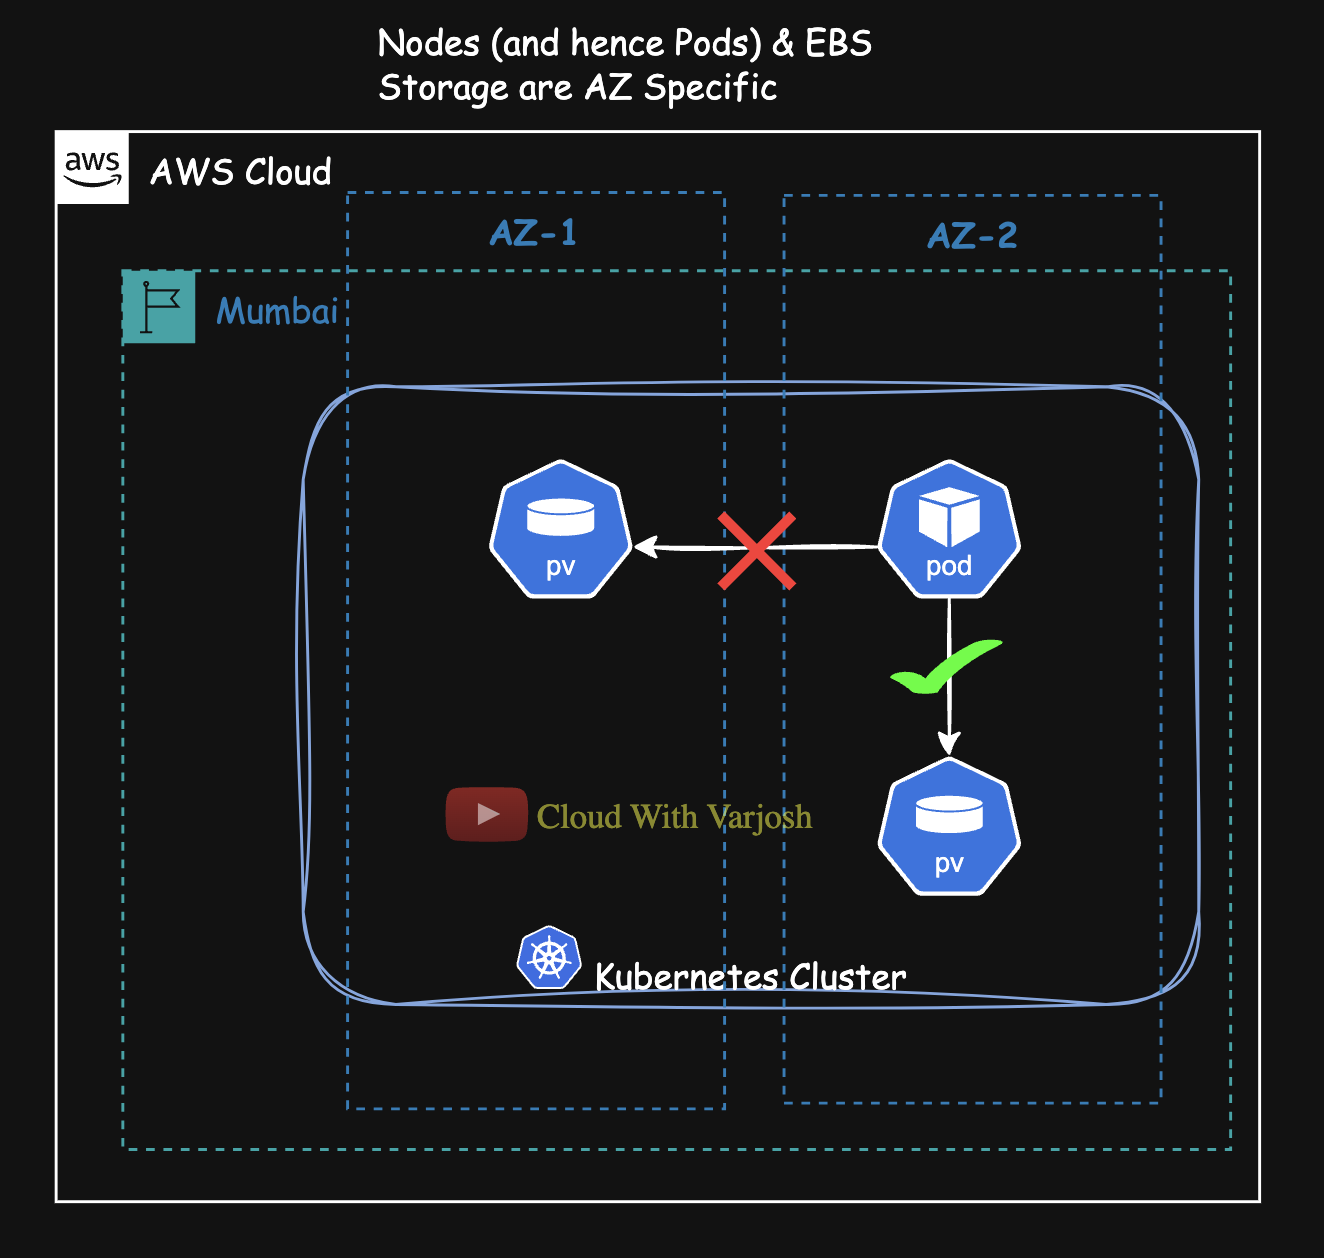 Nodes (and hence Pods) & EBS
Storage are AZ Specific
aws
AWS Cloud
AZ-1
AZ-2
Mumbai
pv
pod
Cloud With Varjosh
pv
Kubernetes Cluster